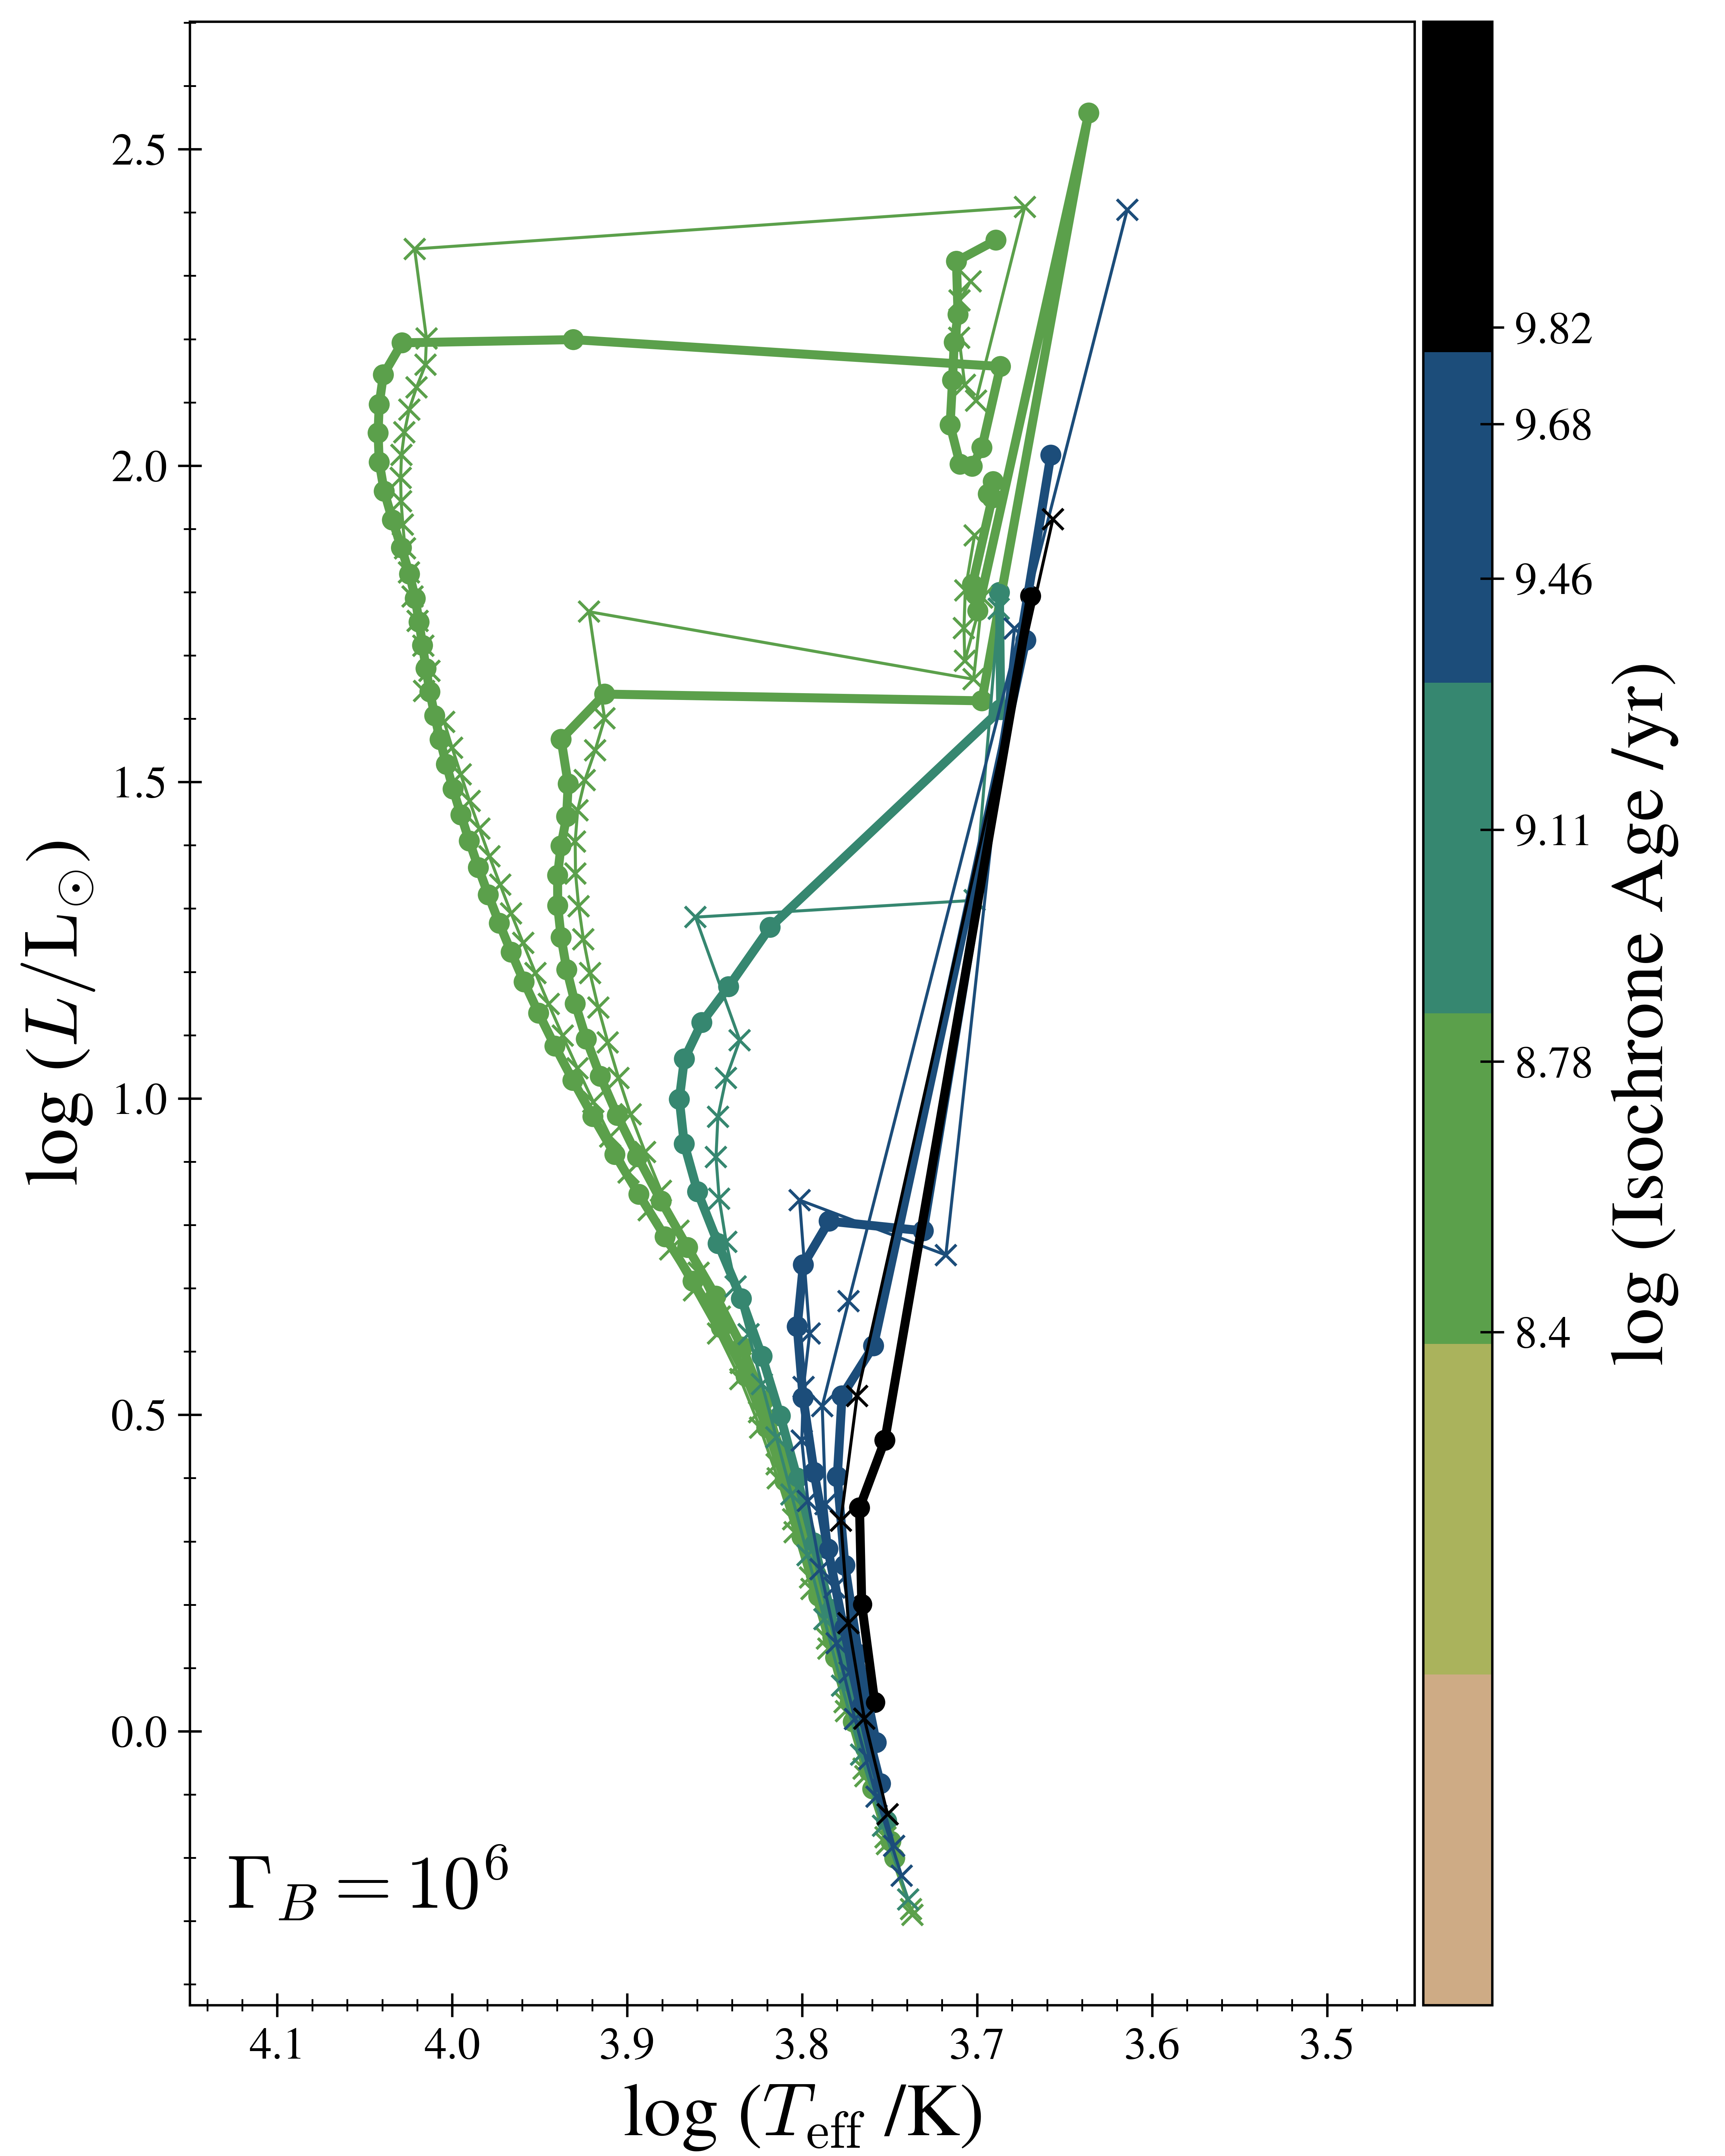 2.5
2.0
1.5
1.0
0.5
0.0
log (L//L☉)
4.1 4.0 3.9 3.8 3.7 3.6 3.5
log (T_eff /K)
Γ_B = 10^6
9.82
9.68
9.46
9.11
8.78
8.4
log (Isochrone Age /yr)